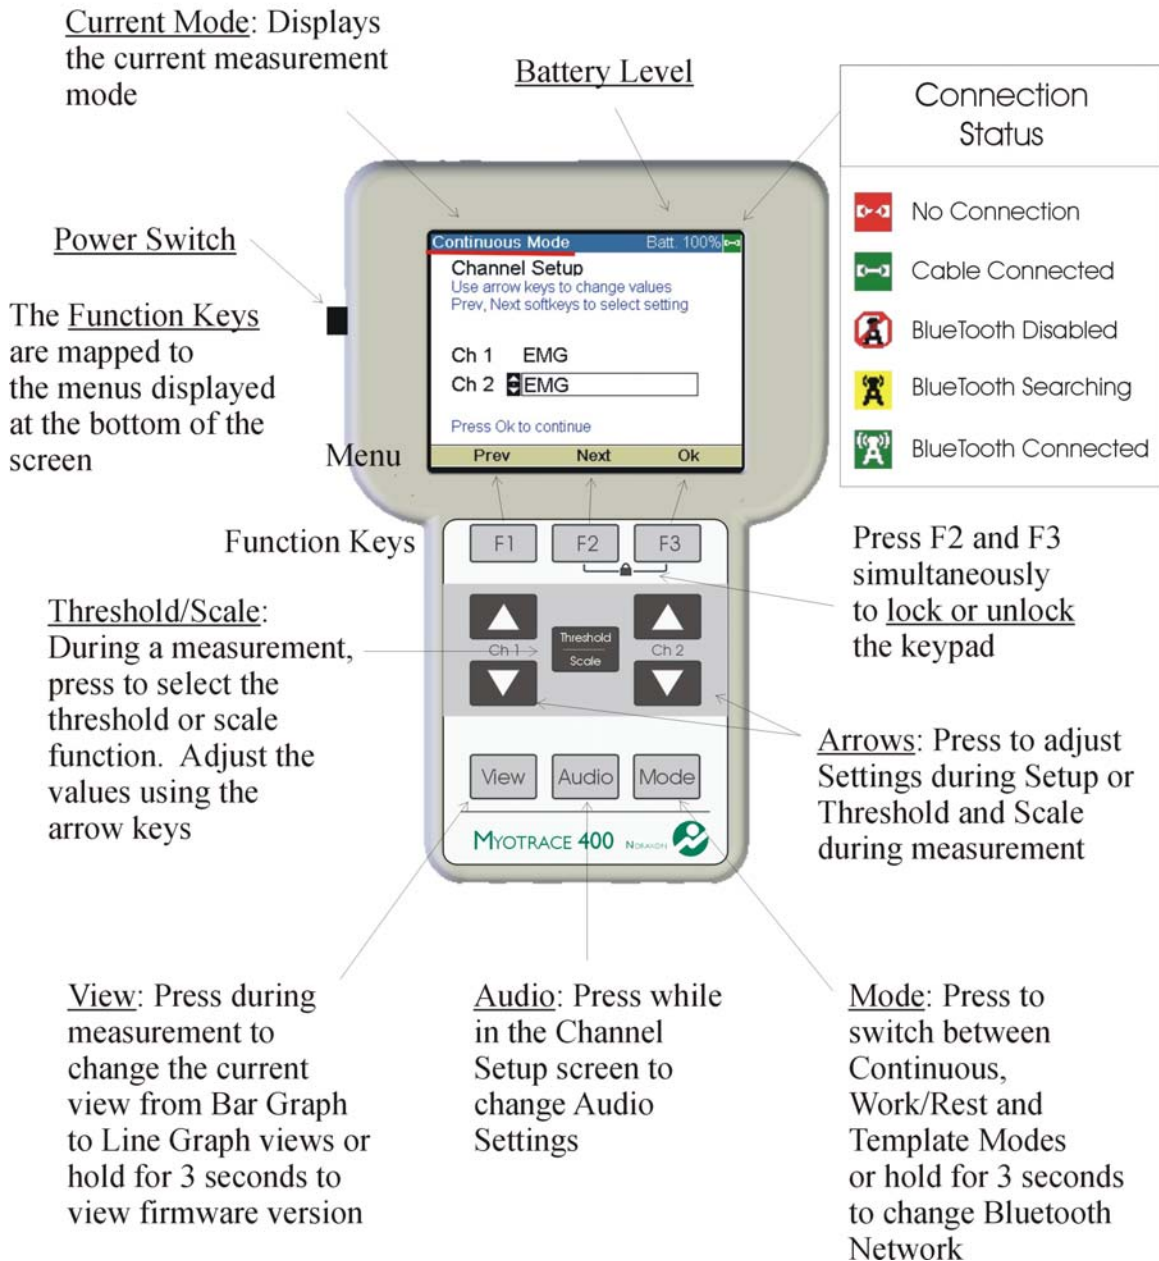 Current Mode: Displays
the current measurement
mode
Battery Level
Connection
Status
No Connection
Cable Connected
BlueTooth Disabled
BlueTooth Searching
BlueTooth Connected
Power Switch
The Function Keys
are mapped to
the menus displayed
at the bottom of the
screen
Continuous Mode Batt. 100%
Channel Setup
Use arrow keys to change values
Prev, Next softkeys to select setting
Ch 1 EMG
Ch 2 EMG
Press Ok to continue
Menu
Prev Next Ok
Function Keys
F1 F2 F3
Press F2 and F3
simultaneously
to lock or unlock
the keypad
Threshold/Scale:
During a measurement,
press to select the
threshold or scale
function. Adjust the
values using the
arrow keys
Ch 1
Threshold
Scale
Ch 2
Arrows: Press to adjust
Settings during Setup or
Threshold and Scale
during measurement
View Audio Mode
MYOTRACE 400 NORAXON
View: Press during
measurement to
change the current
view from Bar Graph
to Line Graph views or
hold for 3 seconds to
view firmware version
Audio: Press while
in the Channel
Setup screen to
change Audio
Settings
Mode: Press to
switch between
Continuous,
Work/Rest and
Template Modes
or hold for 3 seconds
to change Bluetooth
Network